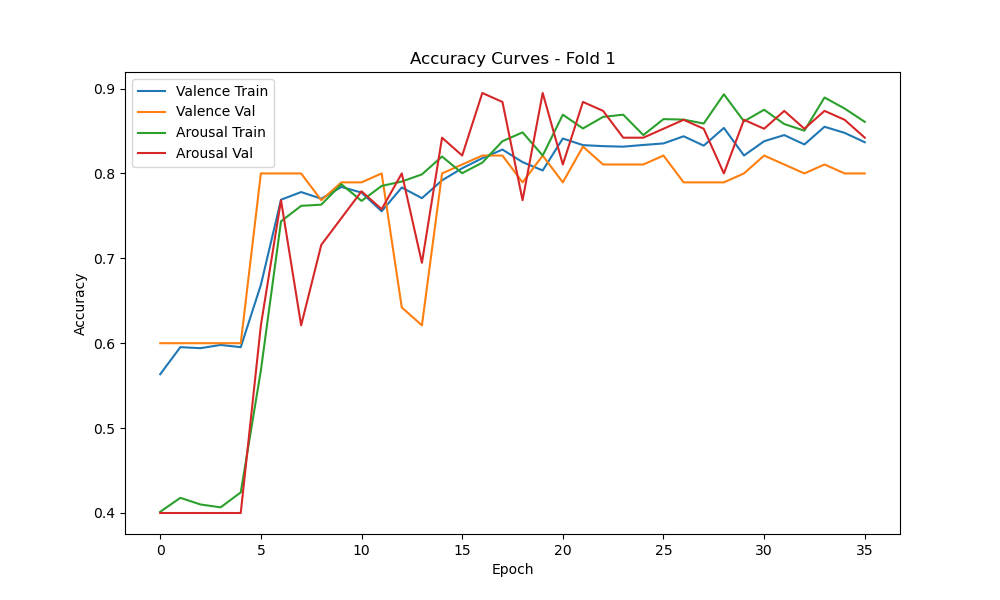 Accuracy Curves - Fold 1
Valence Train
Valence Val
Arousal Train
Arousal Val
0.9
0.8
0.7
0.6
0.5
0.4
Accuracy
0 5 10 15 20 25 30 35
Epoch